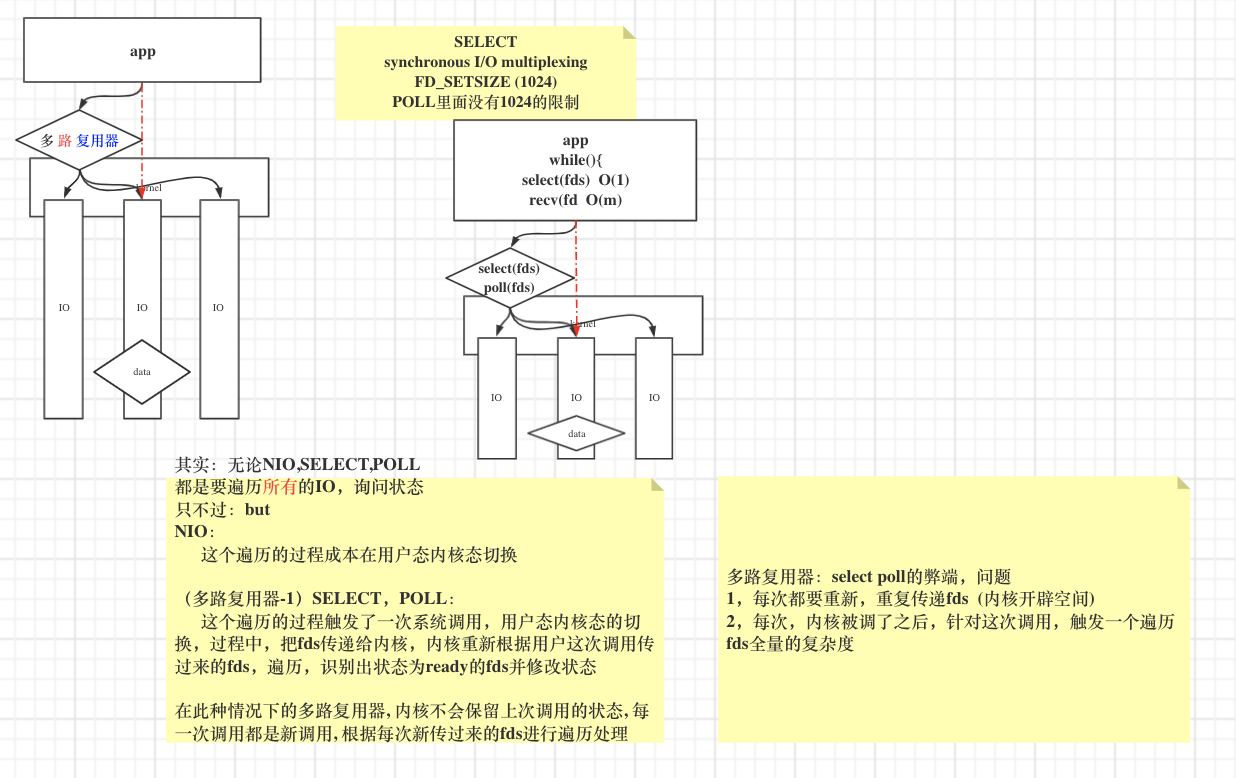 app
多 路 复用器
kernel
IO
IO
IO
data
SELECT
synchronous I/O multiplexing
FD_SETSIZE (1024)
POLL里面没有1024的限制
app
while(){
select(fds)  O(1)
recv(fd  O(m)
select(fds)
poll(fds)
kernel
IO
IO
IO
data
其实：无论NIO,SELECT,POLL
都是要遍历所有的IO，询问状态
只不过：but
NIO：
这个遍历的过程成本在用户态内核态切换
（多路复用器-1）SELECT，POLL：
这个遍历的过程触发了一次系统调用，用户态内核态的切
换，过程中，把fds传递给内核，内核重新根据用户这次调用传
过来的fds，遍历，识别出状态为ready的fds并修改状态
在此种情况下的多路复用器,内核不会保留上次调用的状态,每
一次调用都是新调用,根据每次新传过来的fds进行遍历处理
多路复用器：select poll的弊端，问题
1，每次都要重新，重复传递fds（内核开辟空间)
2，每次，内核被调了之后，针对这次调用，触发一个遍历
fds全量的复杂度